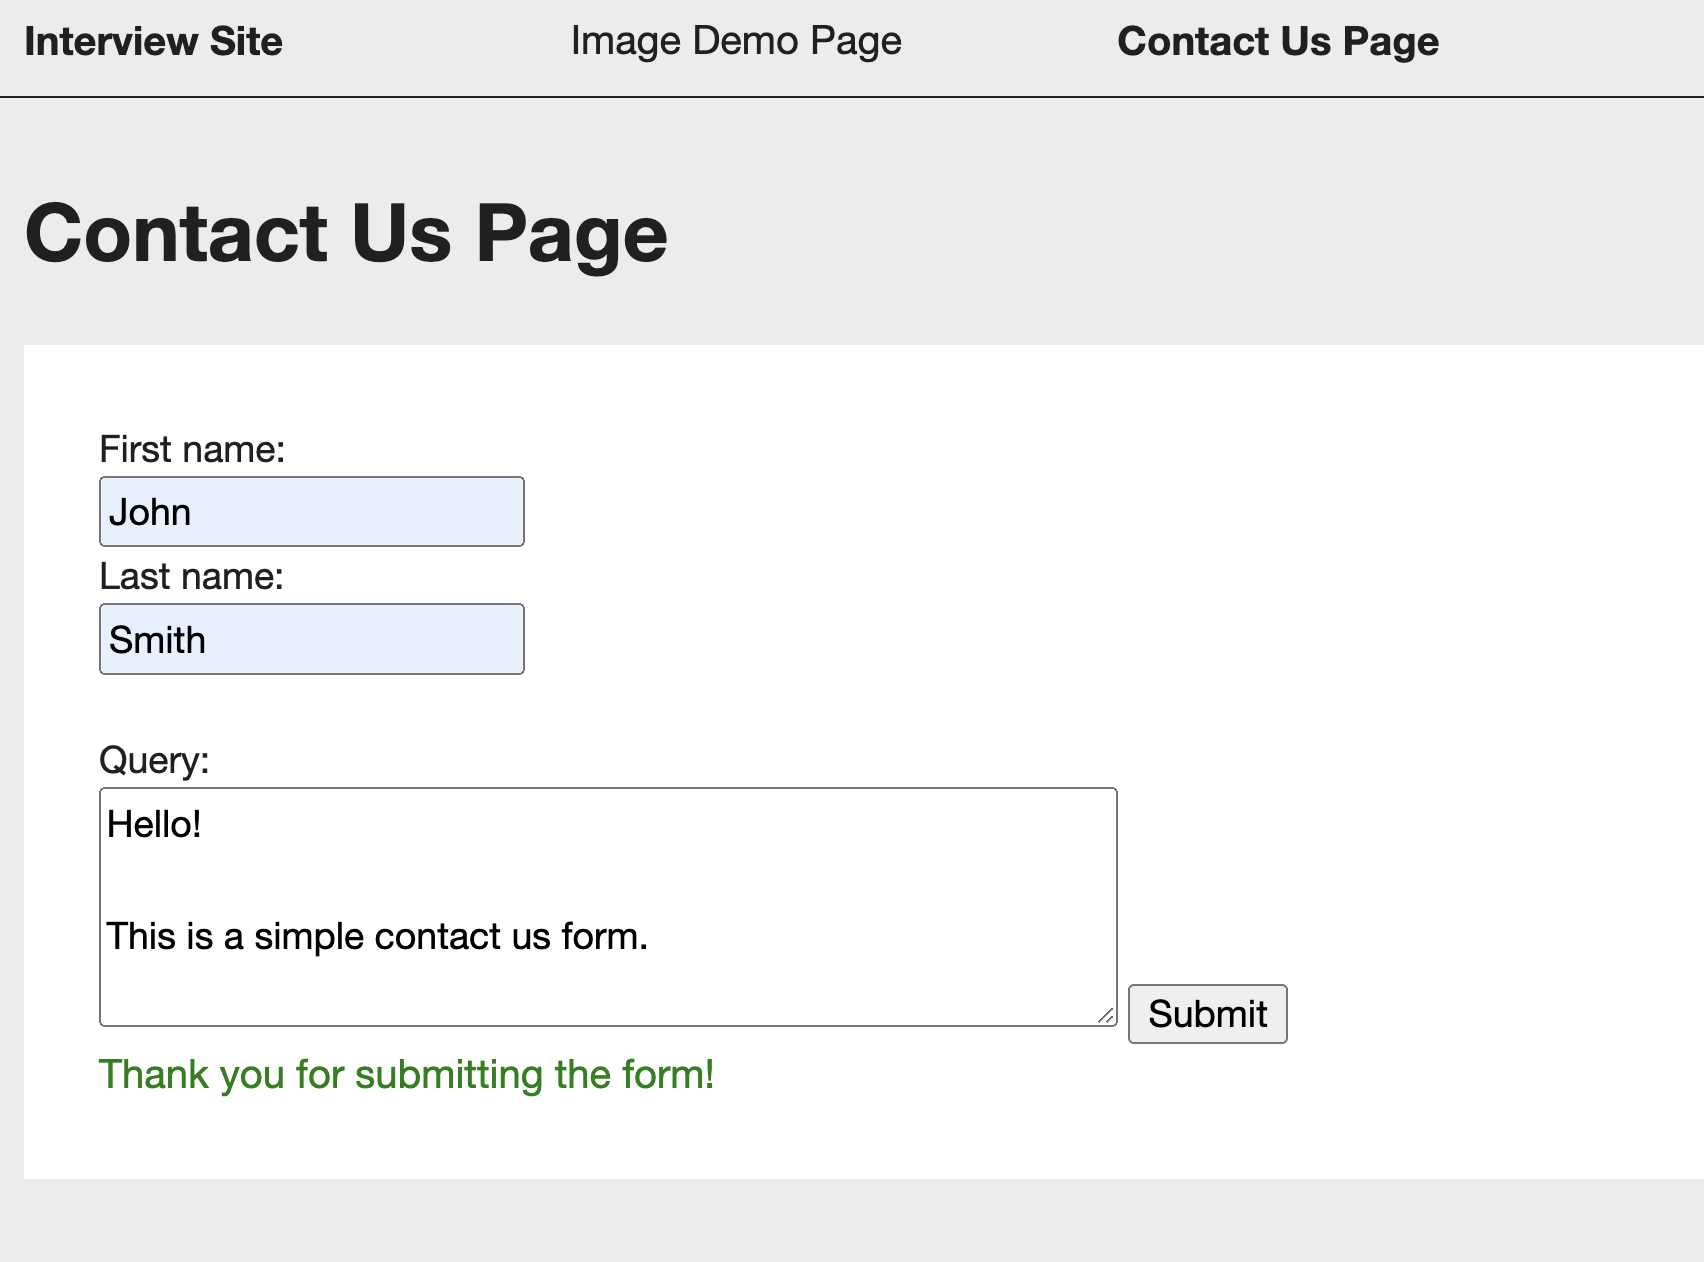 Interview Site Image Demo Page Contact Us Page
Contact Us Page
First name:
John
Last name:
Smith
Query:
Hello!
This is a simple contact us form.
Submit
Thank you for submitting the form!